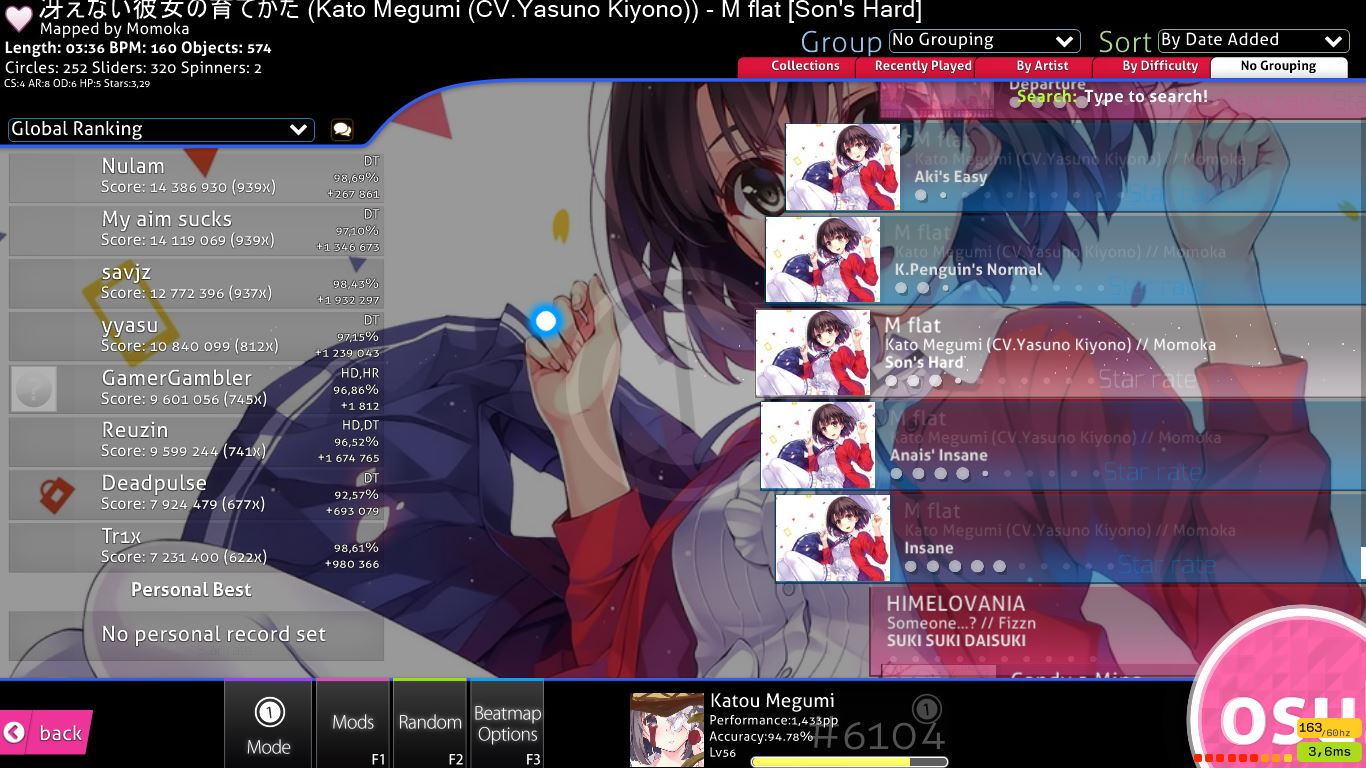 冴えない彼女の育てかた (Kato Megumi (CV.Yasuno Kiyono)) - M flat [Son's Hard]
Mapped by Momoka
Length: 03:36 BPM: 160 Objects: 574
Circles: 252 Sliders: 320 Spinners: 2
CS:4 AR:8 OD:6 HP:5 Stars:3,29
Group No Grouping Sort By Date Added
Collections Recently Played By Artist By Difficulty No Grouping
Global Ranking
Departure
Search: Type to search!
Nulam DT
Score: 14 386 930 (939x) 98,69%
+267 861
My aim sucks DT
Score: 14 119 069 (939x) 97,10%
+1 346 673
savjz
Score: 12 772 396 (937x) 98,43%
+1 932 297
yyasu DT
Score: 10 840 099 (812x) 97,15%
+1 239 043
GamerGambler HD,HR
Score: 9 601 056 (745x) 96,86%
+1 812
Reuzin HD,DT
Score: 9 599 244 (741x) 96,52%
+1 674 765
Deadpulse DT
Score: 7 924 479 (677x) 92,57%
+693 079
Tr1x
Score: 7 231 400 (622x) 98,61%
+980 366
Personal Best
No personal record set
M flat
Kato Megumi (CV.Yasuno Kiyono) // Momoka
Aki's Easy
Star rate
M flat
Kato Megumi (CV.Yasuno Kiyono) // Momoka
K.Penguin's Normal
Star rate
M flat
Kato Megumi (CV.Yasuno Kiyono) // Momoka
Son's Hard
Star rate
M flat
Kato Megumi (CV.Yasuno Kiyono) // Momoka
Anais' Insane
Star rate
M flat
Kato Megumi (CV.Yasuno Kiyono) // Momoka
Insane
Star rate
HIMELOVANIA
Someone...? // Fizzn
SUKI SUKI DAISUKI
back
1
Mode
Mods
F1
Random
F2
Beatmap
Options
F3
Katou Megumi
Performance:1,433pp
Accuracy:94.78%
Lv56
1
#6104
osu
163/60hz
3,6ms